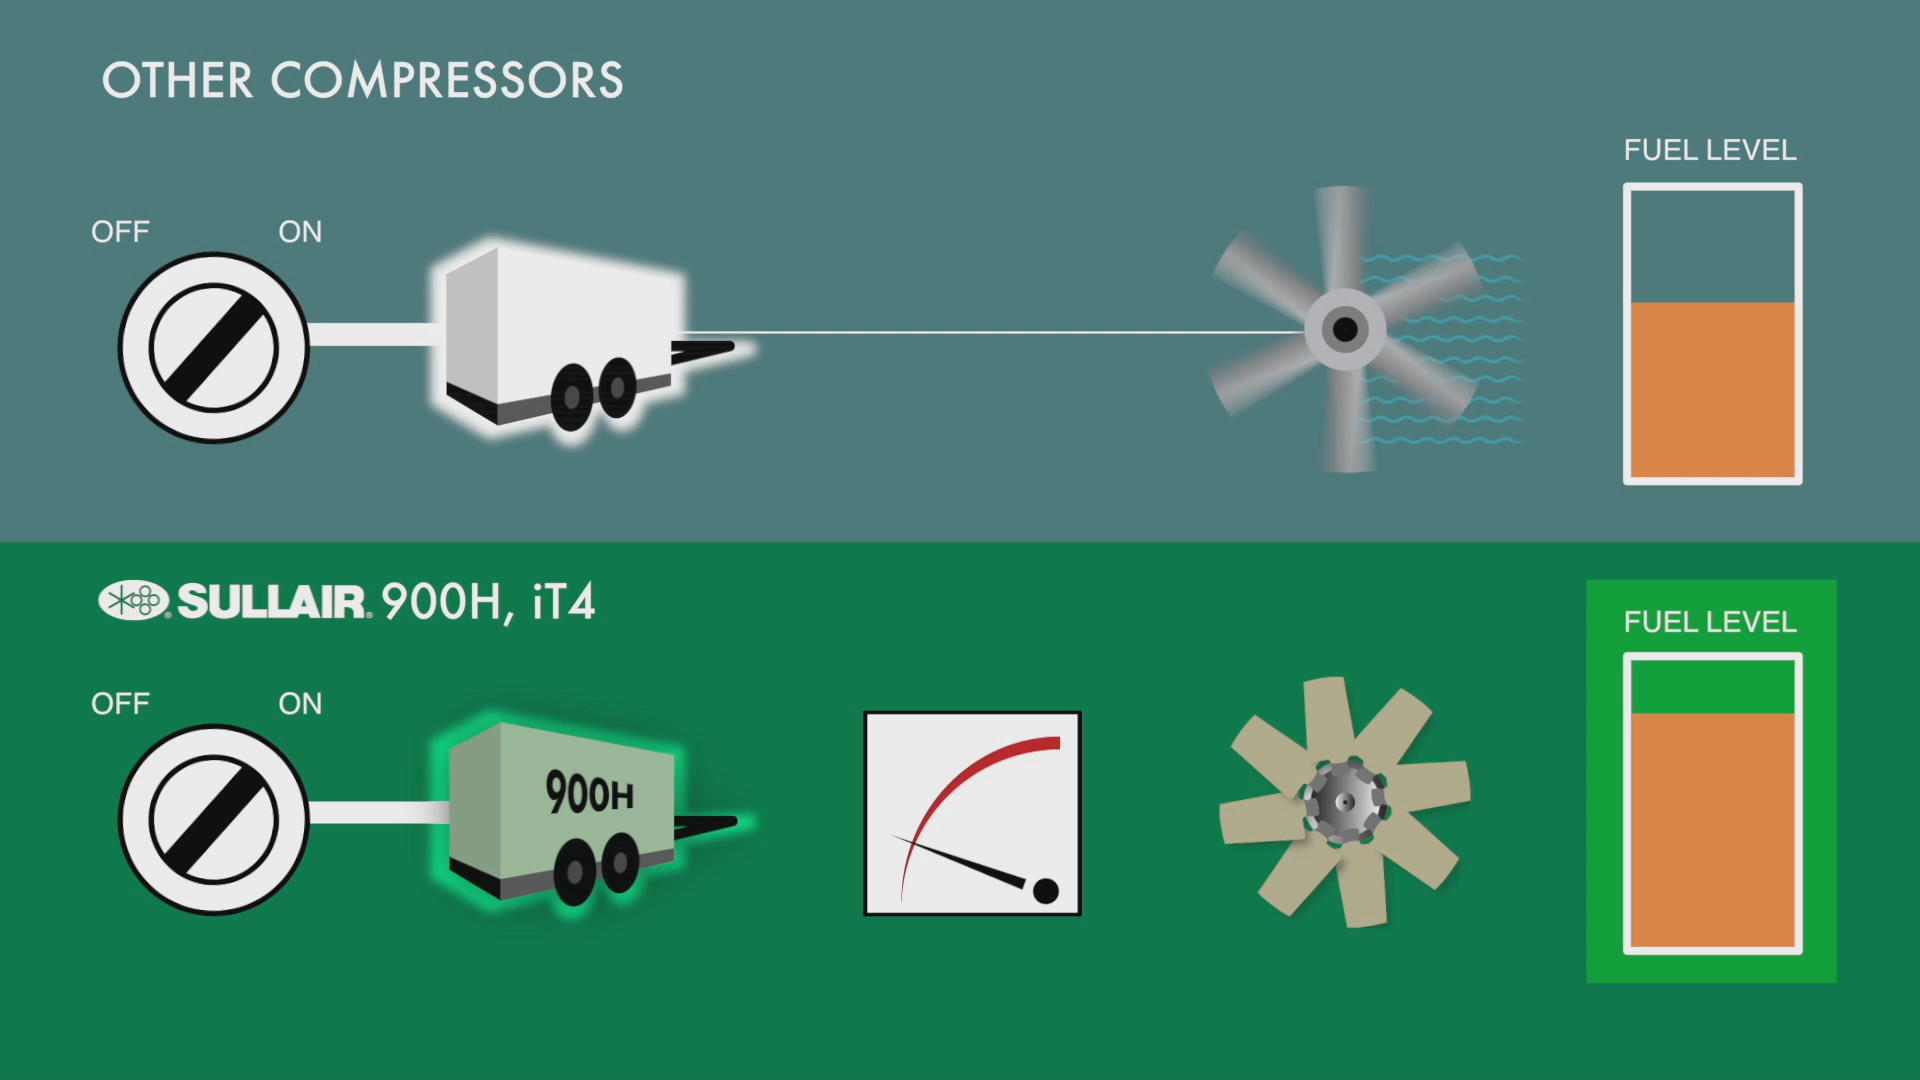 OTHER COMPRESSORS
FUEL LEVEL
OFF ON
SULLAIR® 900H, iT4
FUEL LEVEL
OFF ON
900H